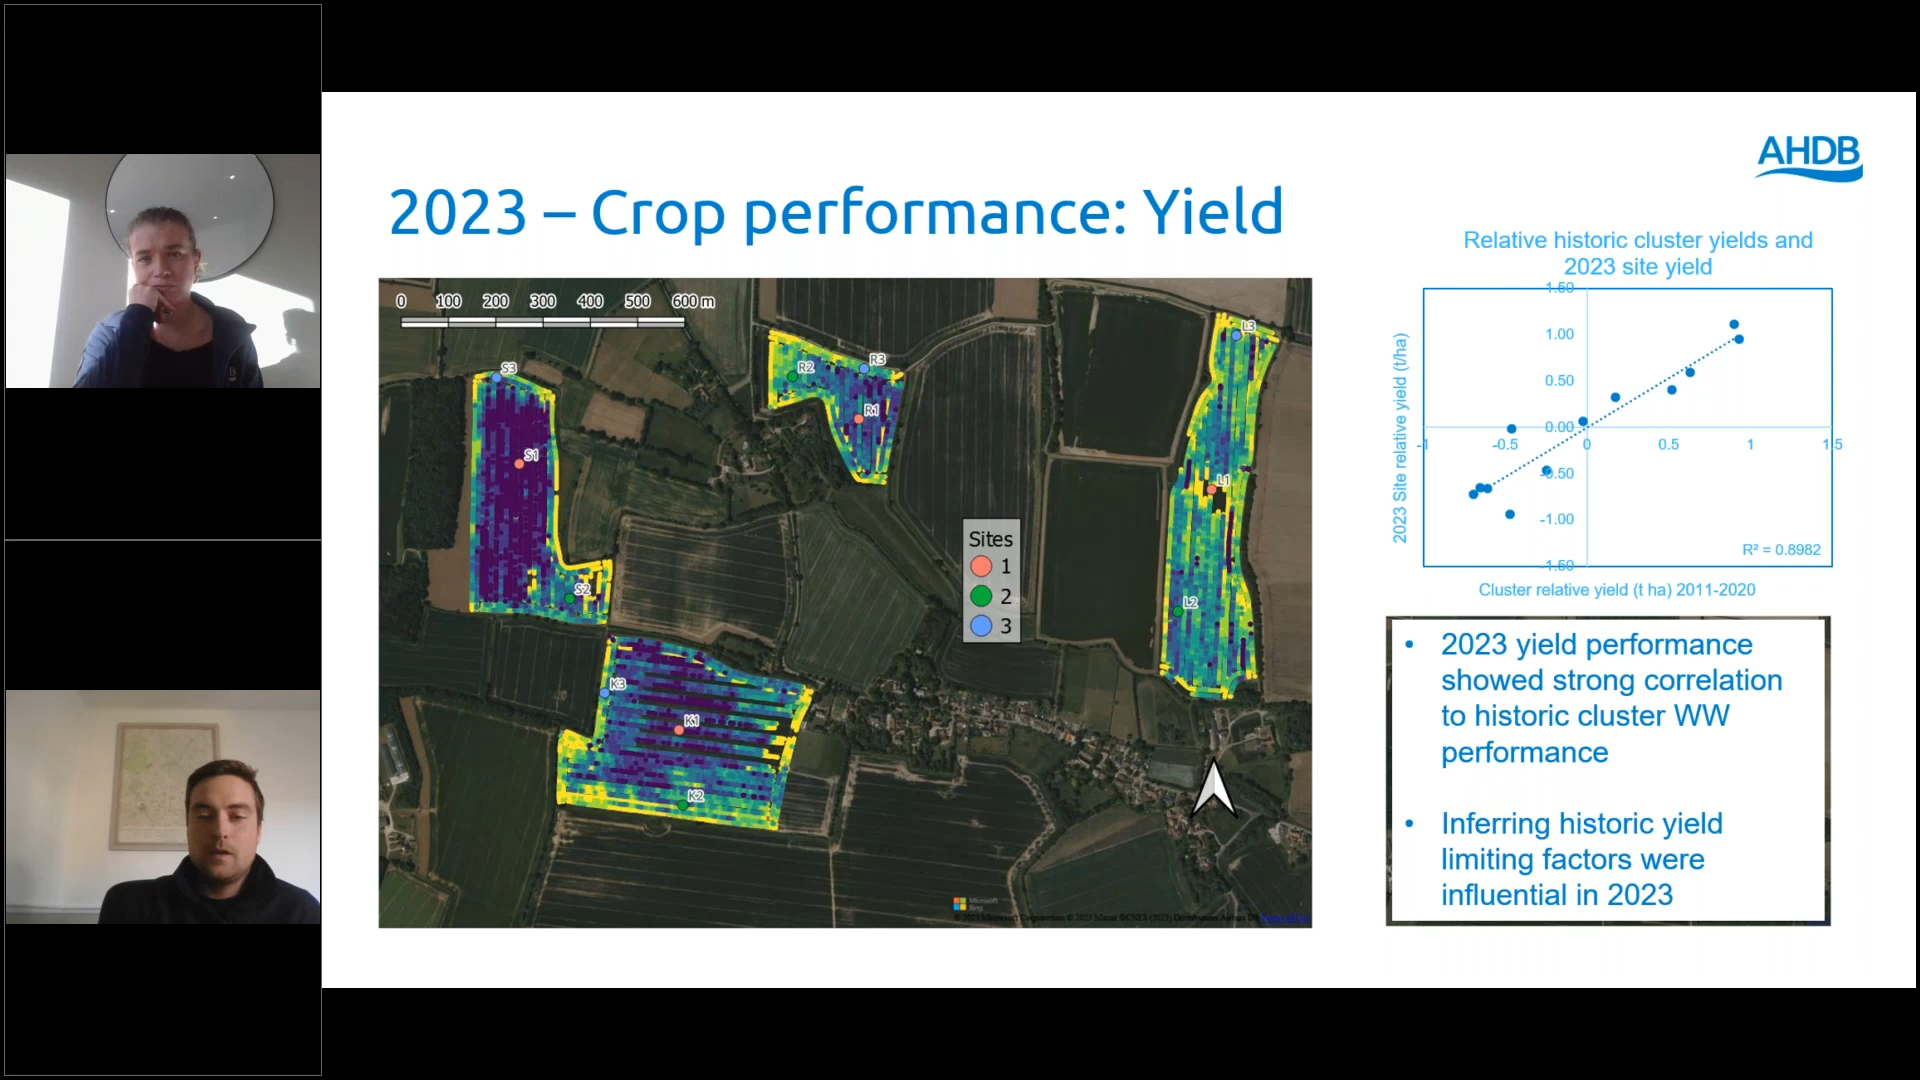 AHDB
2023 – Crop performance: Yield
0 100 200 300 400 500 600 m
S3
S1
S2
R2
R3
R1
L3
L1
L2
K3
K1
K2
Sites
1
2
3
Microsoft
Bing
Relative historic cluster yields and
2023 site yield
2023 Site relative yield (t/ha)
1.50
1.00
0.50
0.00
-0.50
-1.00
-1.50
-1 -0.5 0 0.5 1 1.5
R² = 0.8982
Cluster relative yield (t ha) 2011-2020
• 2023 yield performance
showed strong correlation
to historic cluster WW
performance
• Inferring historic yield
limiting factors were
influential in 2023